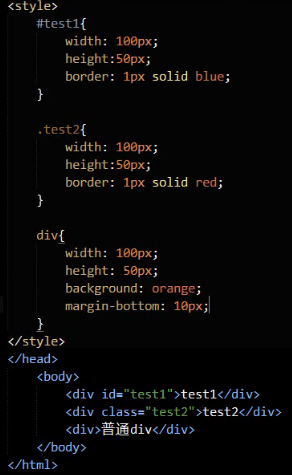 <style>
#test1{
width: 100px;
height:50px;
border: 1px solid blue;
}
.test2{
width: 100px;
height:50px;
border: 1px solid red;
}
div{
width: 100px;
height: 50px;
background: orange;
margin-bottom: 10px;
}
</style>
</head>
<body>
<div id="test1">test1</div>
<div class="test2">test2</div>
<div>普通div</div>
</body>
</html>